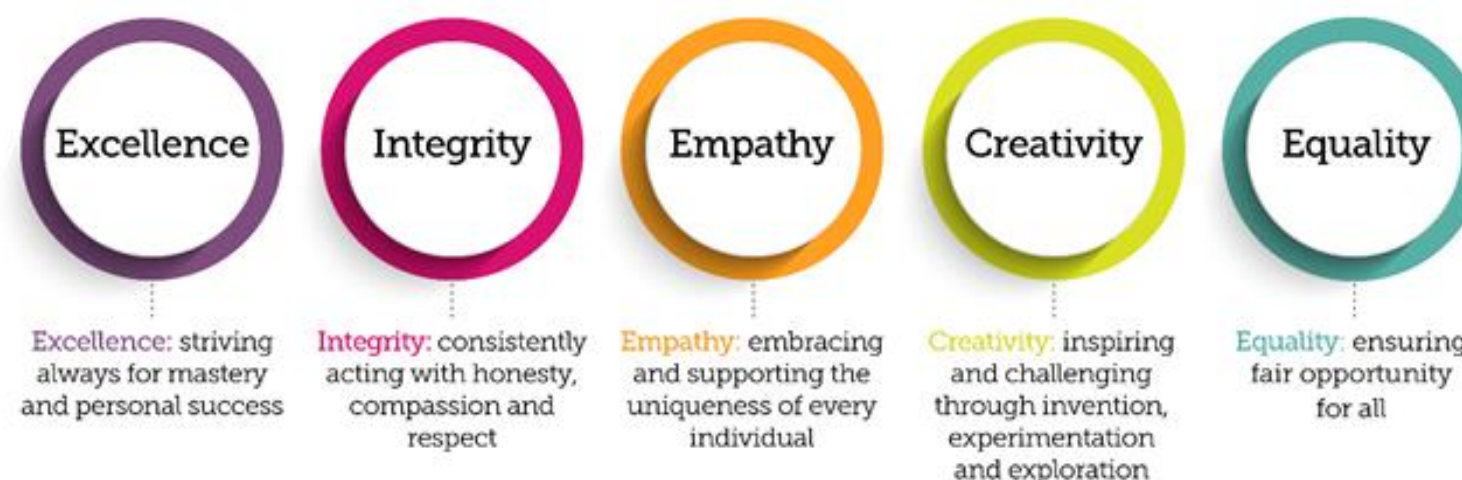 Excellence
Integrity
Empathy
Creativity
Equality
Excellence: striving
always for mastery
and personal success
Integrity: consistently
acting with honesty,
compassion and
respect
Empathy: embracing
and supporting the
uniqueness of every
individual
Creativity: inspiring
and challenging
through invention,
experimentation
and exploration
Equality: ensuring
fair opportunity
for all